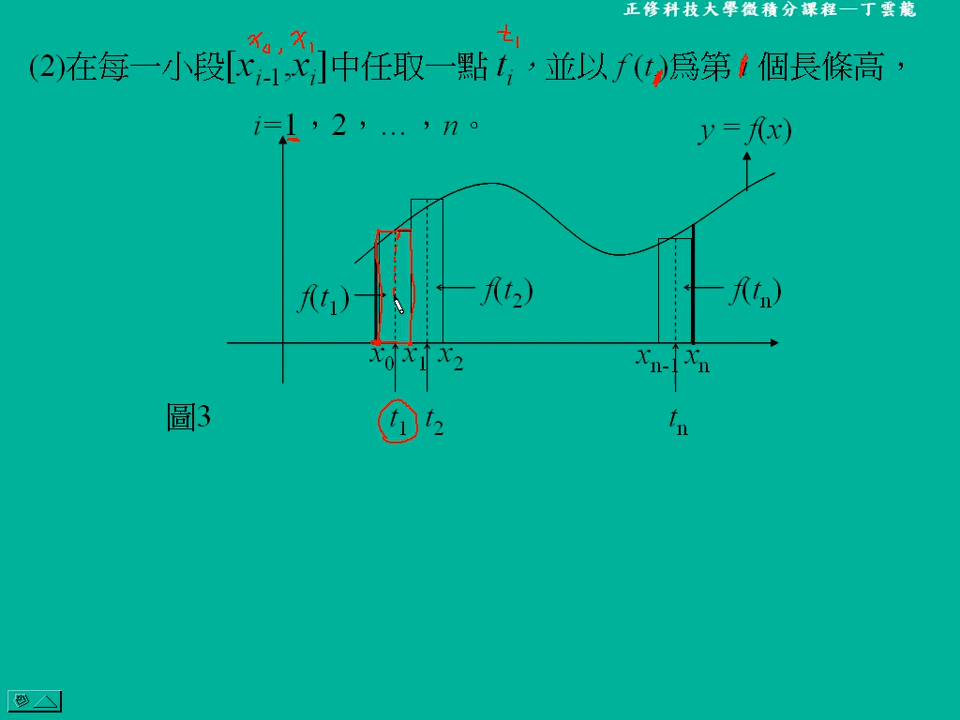 正修科技大學微積分課程—丁雲龍
x₀ , x₁ t₁
(2)在每一小段[xᵢ₋₁,xᵢ]中任取一點 tᵢ，並以 f (tᵢ)爲第 i 個長條高，
i=1，2，…，n。
y = f(x)
f(t₁) f(t₂) f(tₙ)
x₀ x₁ x₂ xₙ₋₁ xₙ
圖3 t₁ t₂ tₙ